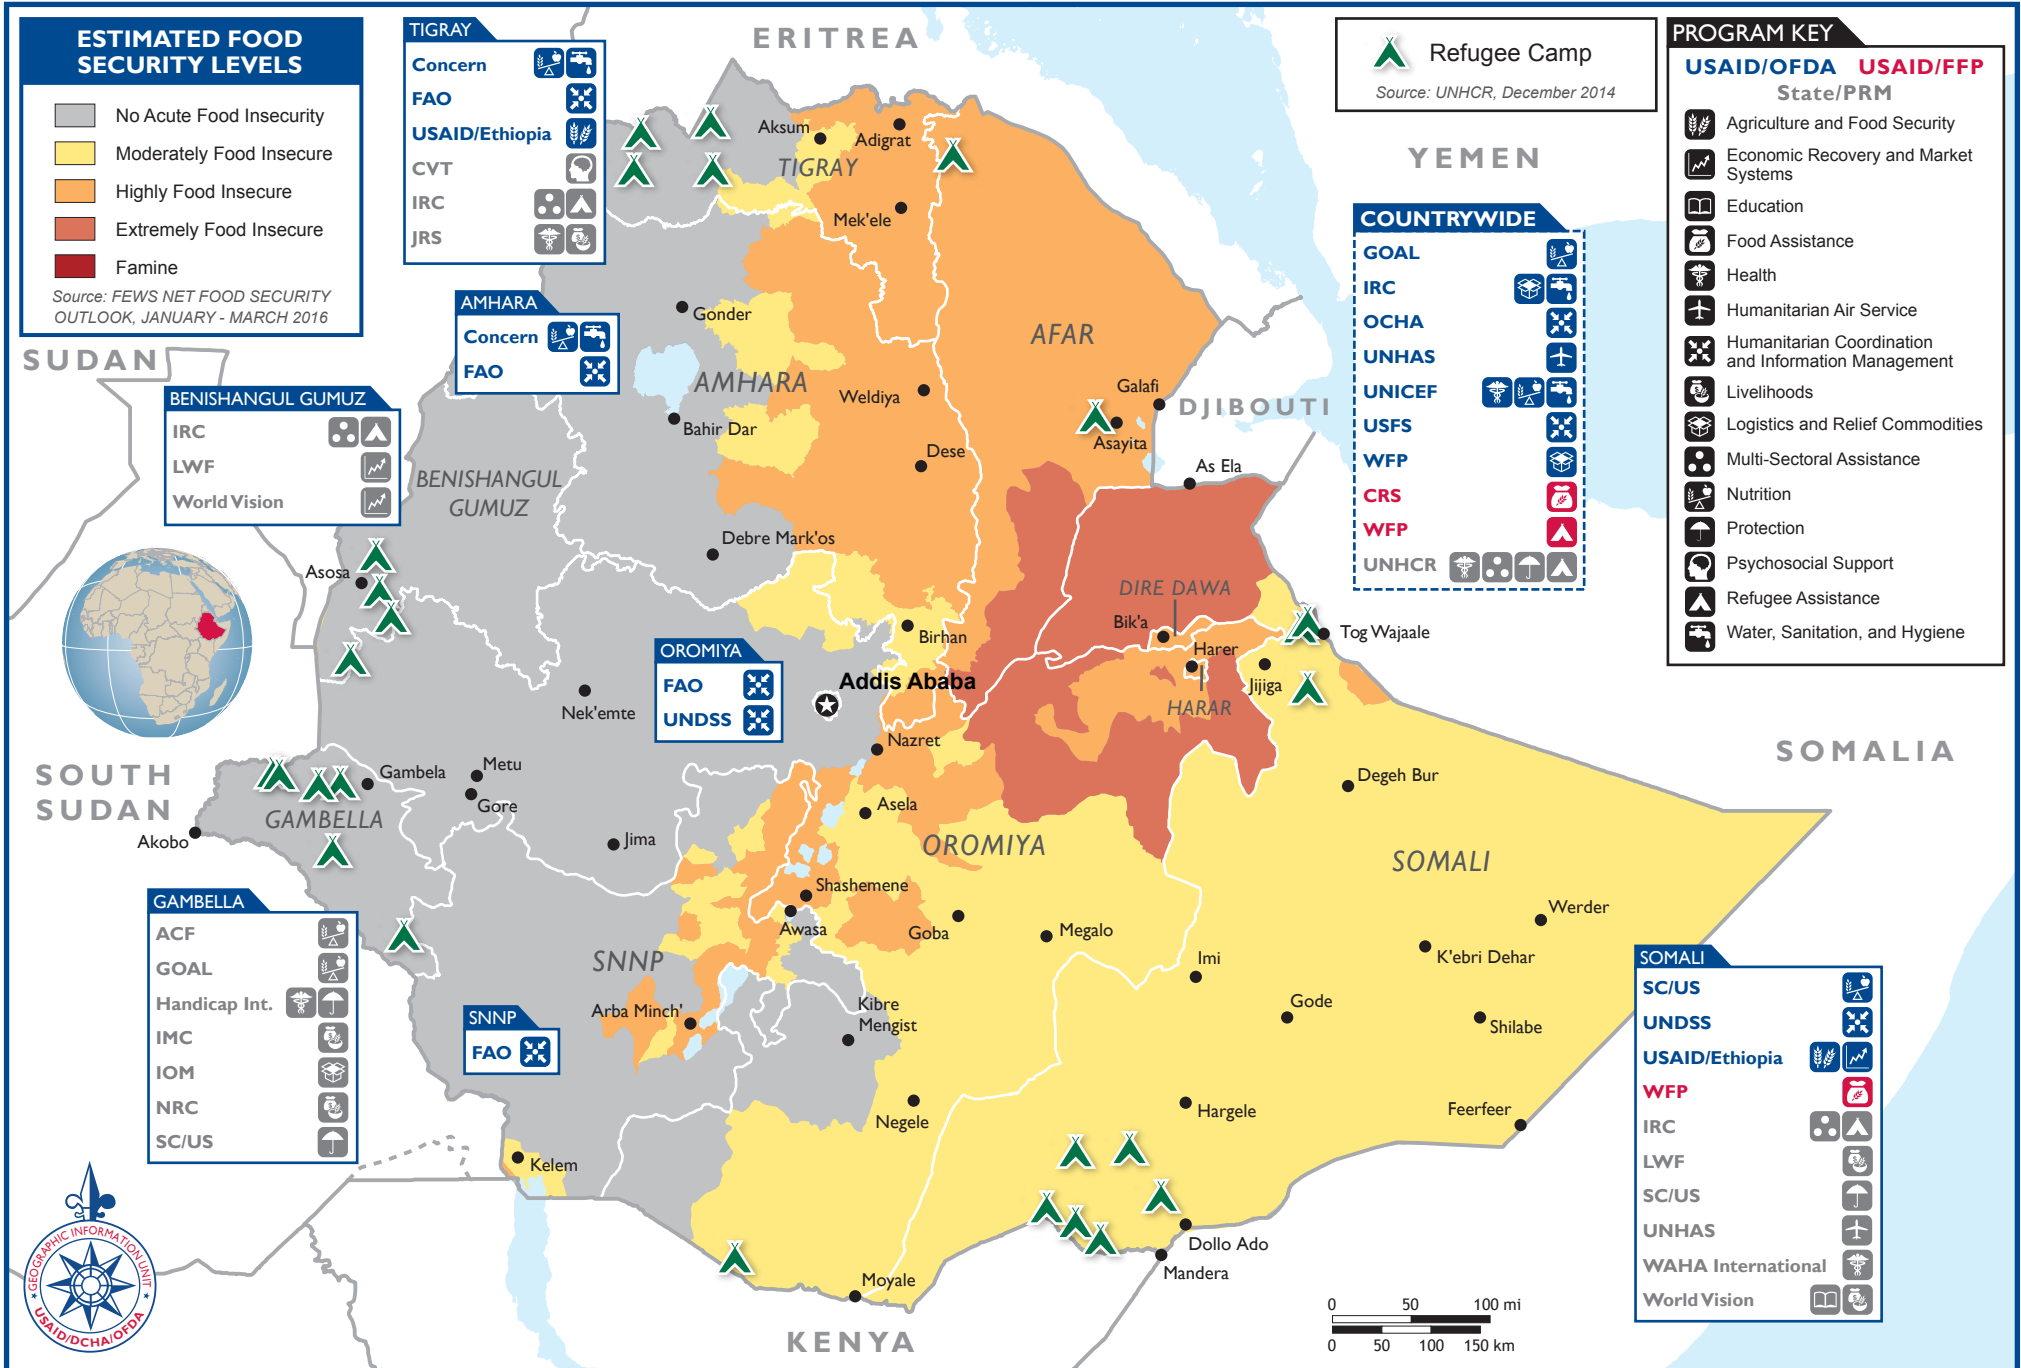 ESTIMATED FOOD
SECURITY LEVELS
No Acute Food Insecurity
Moderately Food Insecure
Highly Food Insecure
Extremely Food Insecure
Famine
Source: FEWS NET FOOD SECURITY
OUTLOOK, JANUARY - MARCH 2016
TIGRAY
Concern
FAO
USAID/Ethiopia
CVT
IRC
JRS
AMHARA
Concern
FAO
BENISHANGUL GUMUZ
IRC
LWF
World Vision
OROMIYA
FAO
UNDSS
GAMBELLA
ACF
GOAL
Handicap Int.
IMC
IOM
NRC
SC/US
SNNP
FAO
Refugee Camp
Source: UNHCR, December 2014
COUNTRYWIDE
GOAL
IRC
OCHA
UNHAS
UNICEF
USFS
WFP
CRS
WFP
UNHCR
PROGRAM KEY
USAID/OFDA USAID/FFP
State/PRM
Agriculture and Food Security
Economic Recovery and Market
Systems
Education
Food Assistance
Health
Humanitarian Air Service
Humanitarian Coordination
and Information Management
Livelihoods
Logistics and Relief Commodities
Multi-Sectoral Assistance
Nutrition
Protection
Psychosocial Support
Refugee Assistance
Water, Sanitation, and Hygiene
SOMALI
SC/US
UNDSS
USAID/Ethiopia
WFP
IRC
LWF
SC/US
UNHAS
WAHA International
World Vision
ERITREA
YEMEN
SUDAN
DJIBOUTI
SOUTH
SUDAN
SOMALIA
KENYA
TIGRAY
AFAR
AMHARA
BENISHANGUL
GUMUZ
DIRE DAWA
HARAR
GAMBELLA
OROMIYA
SOMALI
SNNP
Aksum
Adigrat
Mek'ele
Gonder
Weldiya
Galafi
Asayita
Bahir Dar
Dese
As Ela
Debre Mark'os
Asosa
Birhan
Bik'a
Harer
Tog Wajaale
Jijiga
Addis Ababa
Nek'emte
Nazret
Gambela
Metu
Gore
Degeh Bur
Akobo
Jima
Asela
Shashemene
Awasa
Goba
Megalo
Werder
K'ebri Dehar
Imi
Gode
Shilabe
Arba Minch'
Kibre
Mengist
Negele
Hargele
Feerfeer
Kelem
Dollo Ado
Mandera
Moyale
0 50 100 mi
0 50 100 150 km
GEOGRAPHIC INFORMATION UNIT
USAID/DCHA/OFDA